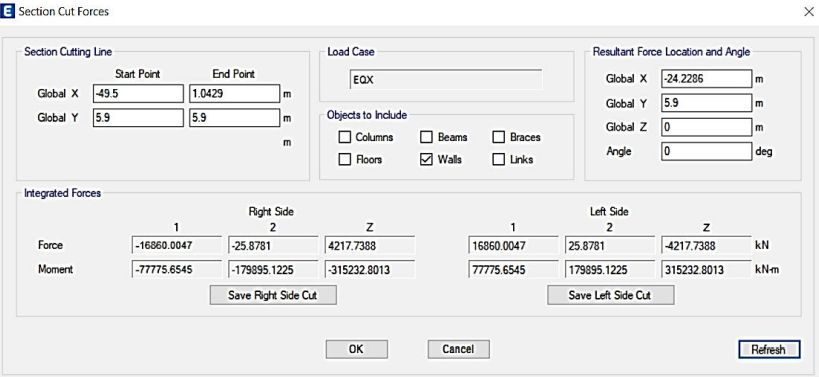 E Section Cut Forces
Section Cutting Line
Start Point End Point
Global X -49.5 1.0429 m
Global Y 5.9 5.9 m
m
Load Case
EQX
Objects to Include
Columns Beams Braces
Floors Walls Links
Resultant Force Location and Angle
Global X -24.2286 m
Global Y 5.9 m
Global Z 0 m
Angle 0 deg
Integrated Forces
Right Side Left Side
1 2 Z 1 2 Z
Force -16860.0047 -25.8781 4217.7388 16860.0047 25.8781 -4217.7388 kN
Moment -77775.6545 -179895.1225 -315232.8013 77775.6545 179895.1225 315232.8013 kN-m
Save Right Side Cut Save Left Side Cut
OK Cancel Refresh